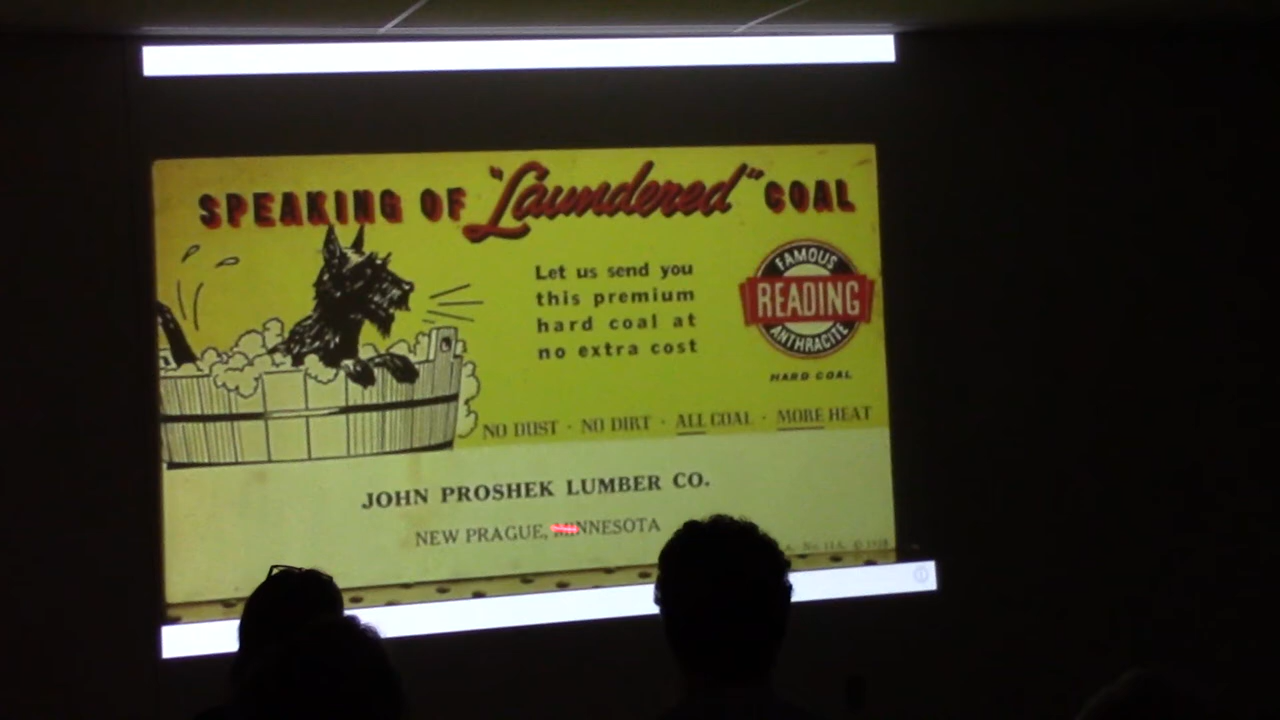 SPEAKING OF "Laundered" COAL
Let us send you
this premium
hard coal at
no extra cost
FAMOUS
READING
ANTHRACITE
HARD COAL
NO DUST · NO DIRT · ALL COAL · MORE HEAT
JOHN PROSHEK LUMBER CO.
NEW PRAGUE, MINNESOTA